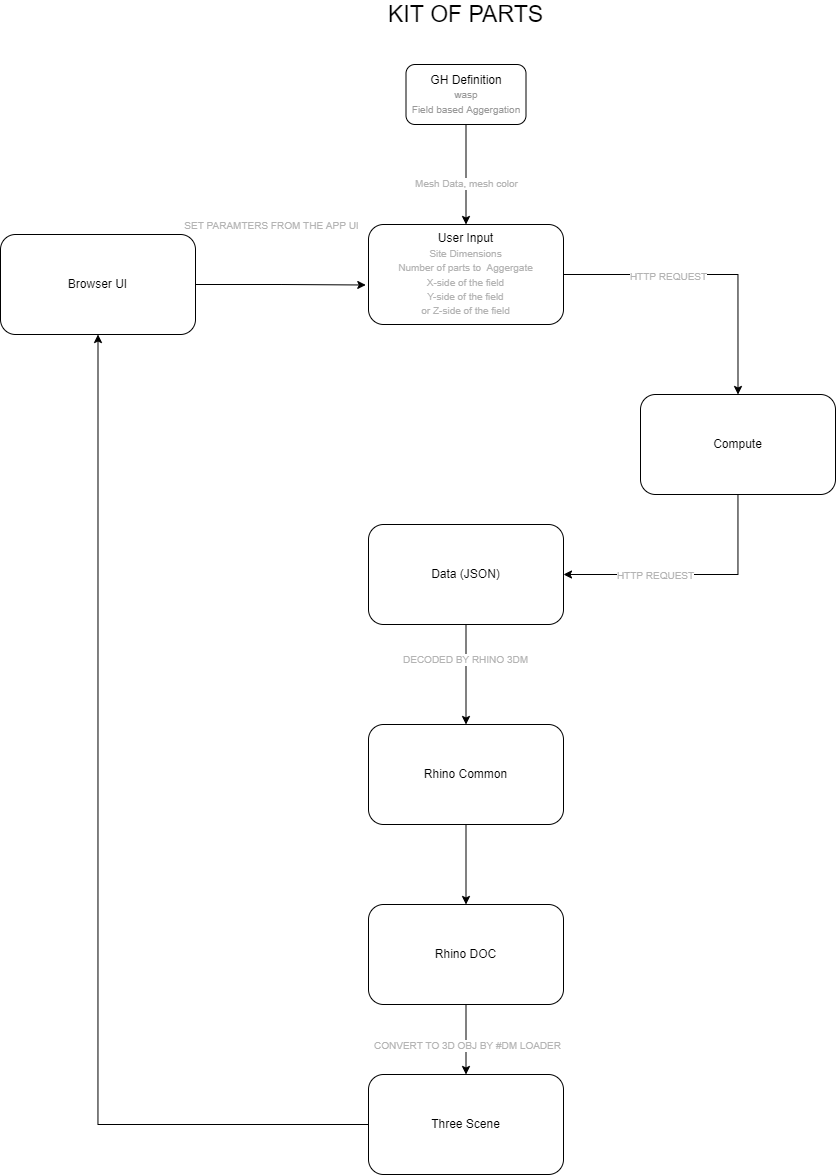 KIT OF PARTS
GH Definition
wasp
Field based Aggergation
Mesh Data, mesh color
SET PARAMTERS FROM THE APP UI
Browser UI
User Input
Site Dimensions
Number of parts to Aggergate
X-side of the field
Y-side of the field
or Z-side of the field
HTTP REQUEST
Compute
HTTP REQUEST
Data (JSON)
DECODED BY RHINO 3DM
Rhino Common
Rhino DOC
CONVERT TO 3D OBJ BY #DM LOADER
Three Scene